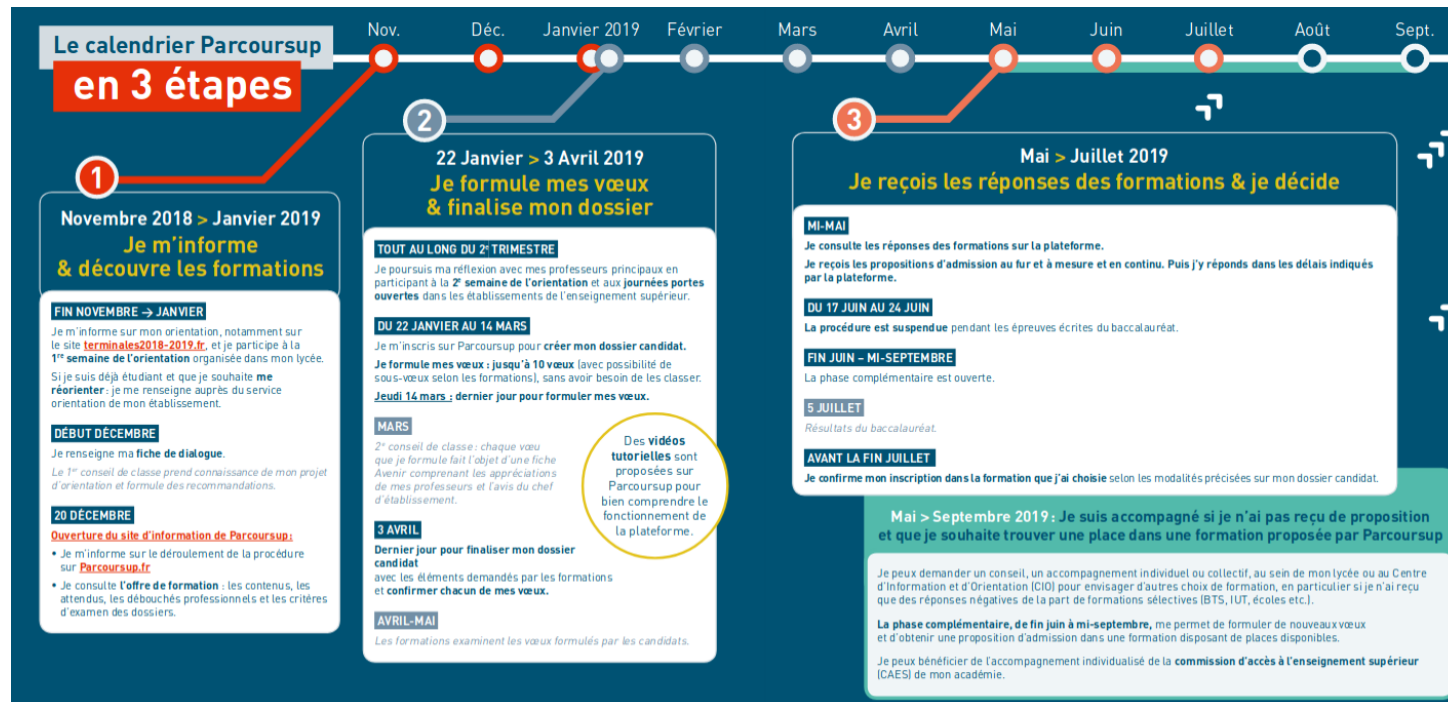 Le calendrier Parcoursup
en 3 étapes
Nov.
Déc.
Janvier 2019
Février
Mars
Avril
Mai
Juin
Juillet
Août
Sept.
1
Novembre 2018 > Janvier 2019
Je m'informe
& découvre les formations
FIN NOVEMBRE → JANVIER
Je m'informe sur mon orientation, notamment sur
le site terminales2018-2019.fr, et je participe à la
1re semaine de l'orientation organisée dans mon lycée.
Si je suis déjà étudiant et que je souhaite me
réorienter : je me renseigne auprès du service
orientation de mon établissement.
DÉBUT DÉCEMBRE
Je renseigne ma fiche de dialogue.
Le 1er conseil de classe prend connaissance de mon projet
d'orientation et formule des recommandations.
20 DÉCEMBRE
Ouverture du site d'information de Parcoursup :
• Je m'informe sur le déroulement de la procédure
sur Parcoursup.fr
• Je consulte l'offre de formation : les contenus, les
attendus, les débouchés professionnels et les critères
d'examen des dossiers.
2
22 Janvier > 3 Avril 2019
Je formule mes vœux
& finalise mon dossier
TOUT AU LONG DU 2e TRIMESTRE
Je poursuis ma réflexion avec mes professeurs principaux en
participant à la 2e semaine de l'orientation et aux journées portes
ouvertes dans les établissements de l'enseignement supérieur.
DU 22 JANVIER AU 14 MARS
Je m'inscris sur Parcoursup pour créer mon dossier candidat.
Je formule mes vœux : jusqu'à 10 vœux (avec possibilité de
sous-vœux selon les formations), sans avoir besoin de les classer.
Jeudi 14 mars : dernier jour pour formuler mes vœux.
MARS
2e conseil de classe : chaque vœu
que je formule fait l'objet d'une fiche
Avenir comprenant les appréciations
de mes professeurs et l'avis du chef
d'établissement.
3 AVRIL
Dernier jour pour finaliser mon dossier
candidat
avec les éléments demandés par les formations
et confirmer chacun de mes vœux.
AVRIL-MAI
Les formations examinent les vœux formulés par les candidats.
Des vidéos
tutorielles sont
proposées sur
Parcoursup pour
bien comprendre le
fonctionnement de
la plateforme.
3
Mai > Juillet 2019
Je reçois les réponses des formations & je décide
MI-MAI
Je consulte les réponses des formations sur la plateforme.
Je reçois les propositions d'admission au fur et à mesure et en continu. Puis j'y réponds dans les délais indiqués
par la plateforme.
DU 17 JUIN AU 24 JUIN
La procédure est suspendue pendant les épreuves écrites du baccalauréat.
FIN JUIN – MI-SEPTEMBRE
La phase complémentaire est ouverte.
5 JUILLET
Résultats du baccalauréat.
AVANT LA FIN JUILLET
Je confirme mon inscription dans la formation que j'ai choisie selon les modalités précisées sur mon dossier candidat.
Mai > Septembre 2019 : Je suis accompagné si je n'ai pas reçu de proposition
et que je souhaite trouver une place dans une formation proposée par Parcoursup
Je peux demander un conseil, un accompagnement individuel ou collectif, au sein de mon lycée ou au Centre
d'Information et d'Orientation (CIO) pour envisager d'autres choix de formation, en particulier si je n'ai reçu
que des réponses négatives de la part de formations sélectives (BTS, IUT, écoles etc.).
La phase complémentaire, de fin juin à mi-septembre, me permet de formuler de nouveaux vœux
et d'obtenir une proposition d'admission dans une formation disposant de places disponibles.
Je peux bénéficier de l'accompagnement individualisé de la commission d'accès à l'enseignement supérieur
(CAES) de mon académie.